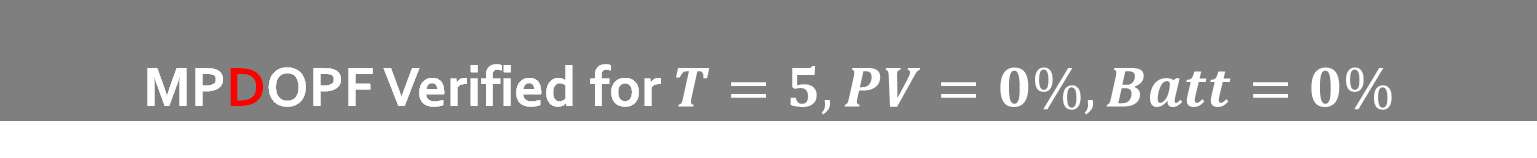 MPDOPF Verified for T = 5, PV = 0%, Batt = 0%